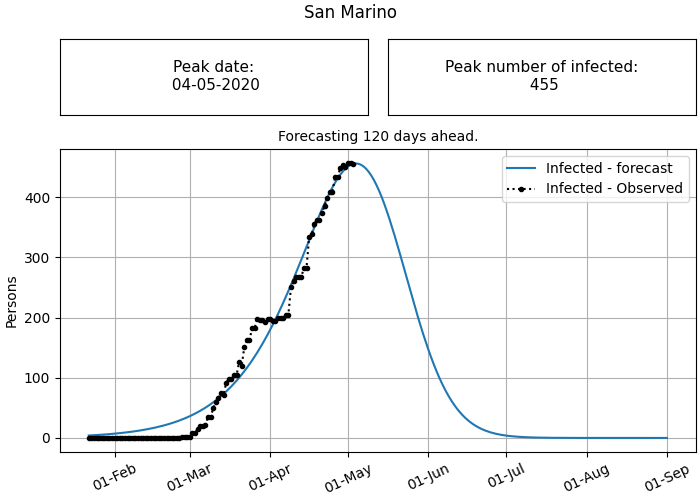 San Marino
Peak date:
04-05-2020
Peak number of infected:
455
Forecasting 120 days ahead.
Infected - forecast
Infected - Observed
Persons
400
300
200
100
0
01-Feb
01-Mar
01-Apr
01-May
01-Jun
01-Jul
01-Aug
01-Sep